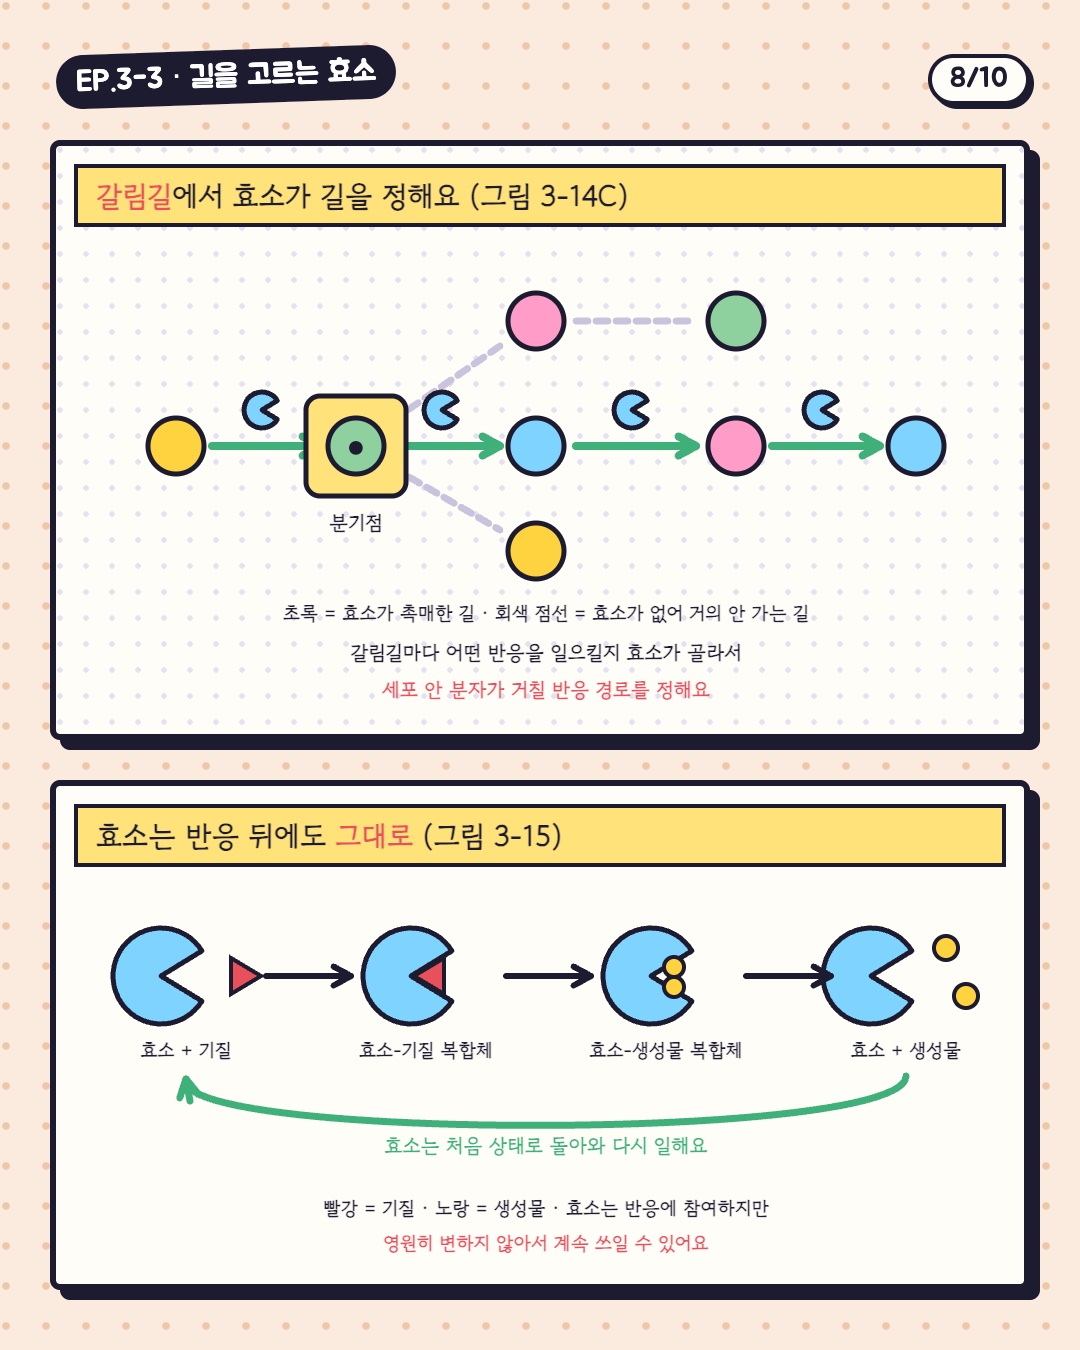 EP.3-3 · 길을 고르는 효소
8/10
갈림길에서 효소가 길을 정해요 (그림 3-14C)
분기점
초록 = 효소가 촉매한 길 · 회색 점선 = 효소가 없어 거의 안 가는 길
갈림길마다 어떤 반응을 일으킬지 효소가 골라서
세포 안 분자가 거칠 반응 경로를 정해요
효소는 반응 뒤에도 그대로 (그림 3-15)
효소 + 기질
효소-기질 복합체
효소-생성물 복합체
효소 + 생성물
효소는 처음 상태로 돌아와 다시 일해요
빨강 = 기질 · 노랑 = 생성물 · 효소는 반응에 참여하지만
영원히 변하지 않아서 계속 쓰일 수 있어요